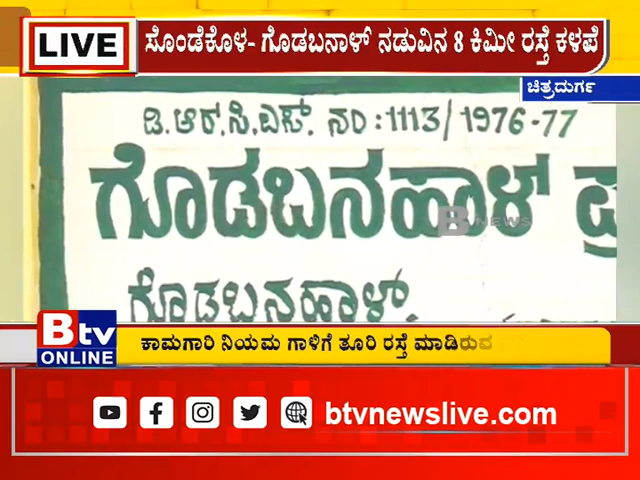 LIVE
ಸೊಂಡೆಕೊಳ- ಗೊಡಬನಾಳ್ ನಡುವಿನ 8 ಕಿಮೀ ರಸ್ತೆ ಕಳಪೆ
ಚಿತ್ರದುರ್ಗ
ಡಿ.ಆರ್.ಸಿ.ಎಸ್. ನಂ:1113/1976-77
ಗೊಡಬನಹಾಳ್ ಪ್ರ
B NEWS
ಗೊಡಬನಹಾಳ್.
Btv
ONLINE
ಕಾಮಗಾರಿ ನಿಯಮ ಗಾಳಿಗೆ ತೂರಿ ರಸ್ತೆ ಮಾಡಿರುವ
btvnewslive.com